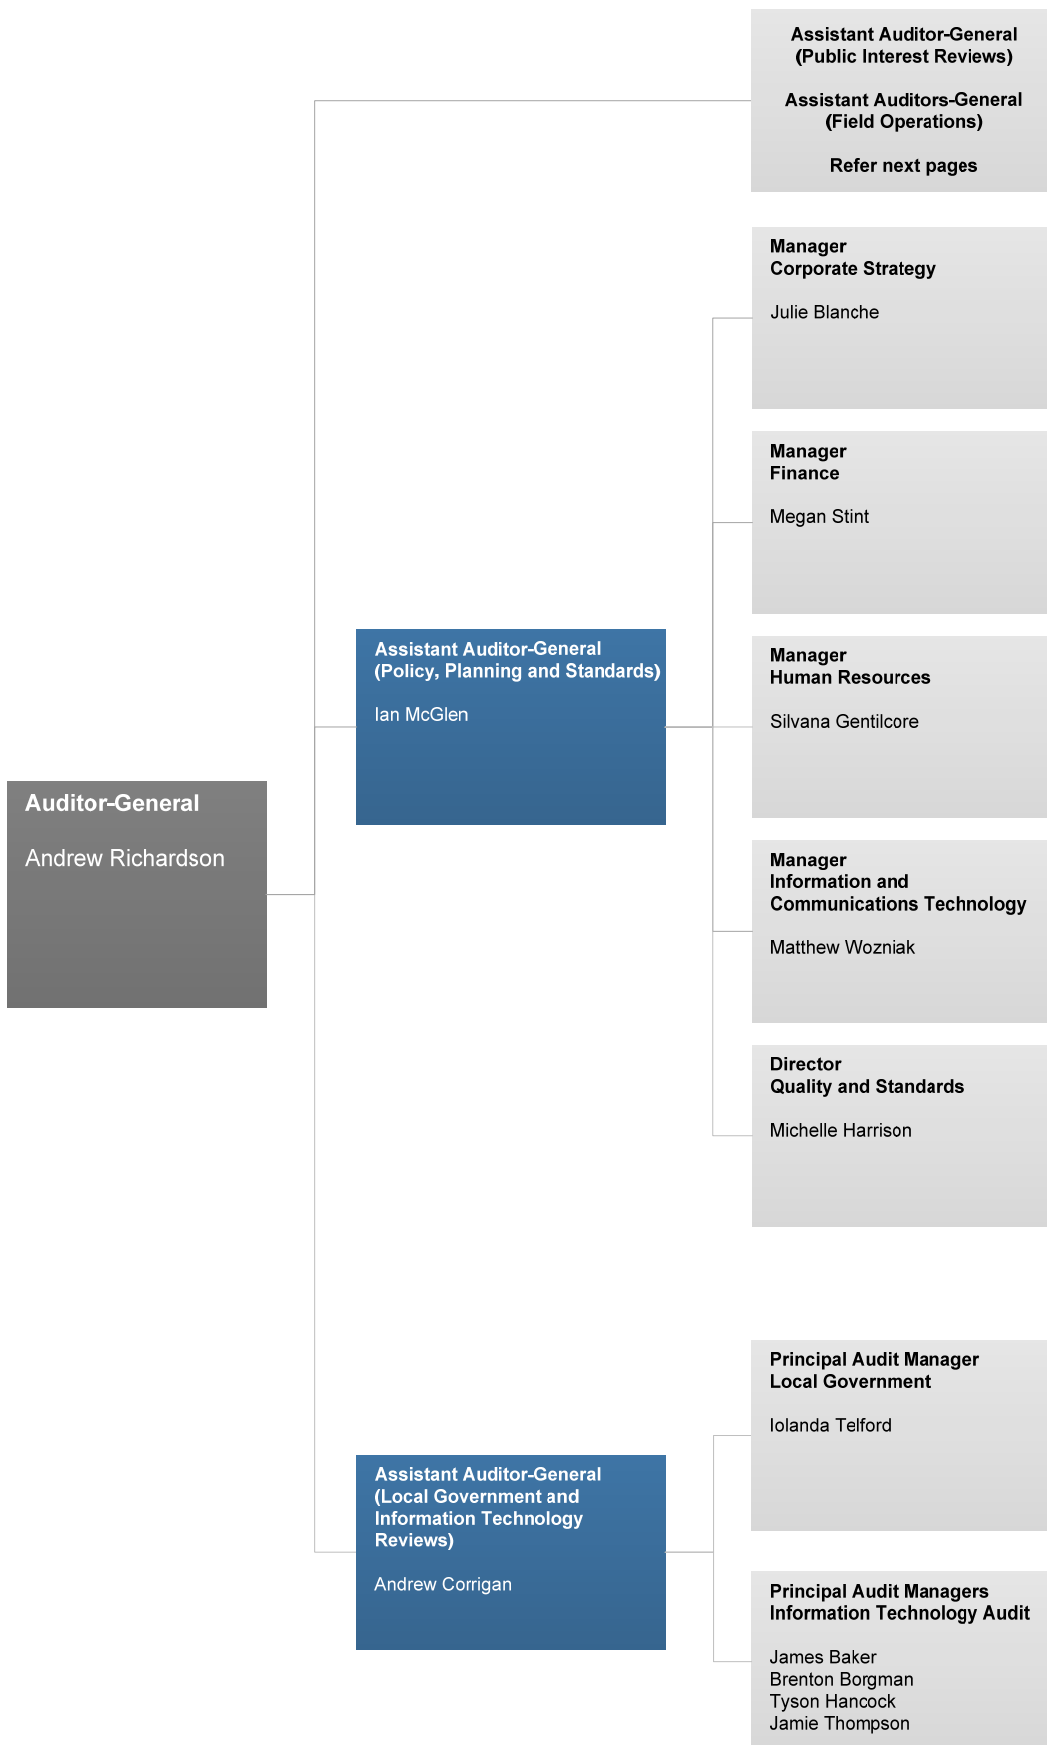 Assistant Auditor-General
(Public Interest Reviews)
Assistant Auditors-General
(Field Operations)
Refer next pages
Manager
Corporate Strategy
Julie Blanche
Manager
Finance
Megan Stint
Assistant Auditor-General
(Policy, Planning and Standards)
Ian McGlen
Manager
Human Resources
Silvana Gentilcore
Auditor-General
Andrew Richardson
Manager
Information and
Communications Technology
Matthew Wozniak
Director
Quality and Standards
Michelle Harrison
Principal Audit Manager
Local Government
Iolanda Telford
Assistant Auditor-General
(Local Government and
Information Technology
Reviews)
Andrew Corrigan
Principal Audit Managers
Information Technology Audit
James Baker
Brenton Borgman
Tyson Hancock
Jamie Thompson